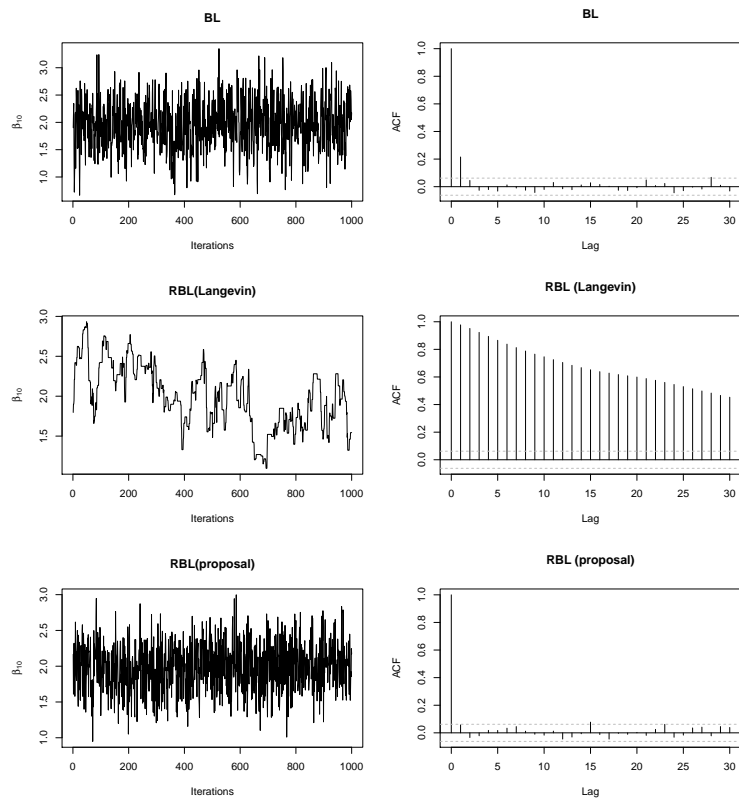 BL
β10
1.0 1.5 2.0 2.5 3.0
0 200 400 600 800 1000
Iterations
BL
ACF
0.0 0.2 0.4 0.6 0.8 1.0
0 5 10 15 20 25 30
Lag
RBL(Langevin)
β10
1.5 2.0 2.5 3.0
0 200 400 600 800 1000
Iterations
RBL (Langevin)
ACF
0.0 0.2 0.4 0.6 0.8 1.0
0 5 10 15 20 25 30
Lag
RBL(proposal)
β10
1.0 1.5 2.0 2.5 3.0
0 200 400 600 800 1000
Iterations
RBL (proposal)
ACF
0.0 0.2 0.4 0.6 0.8 1.0
0 5 10 15 20 25 30
Lag